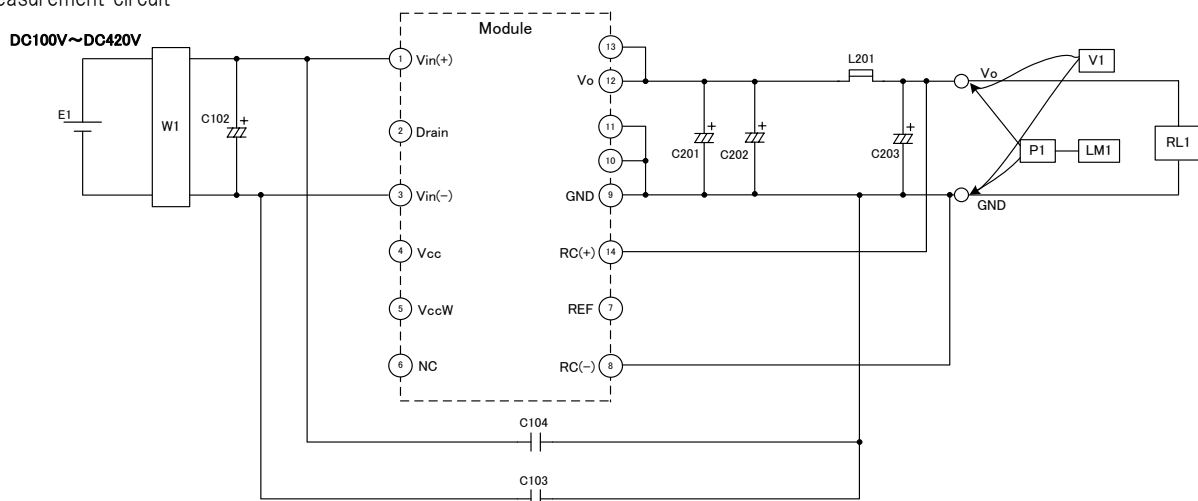 easurement circuit
DC100V～DC420V
E1
W1
C102
Module
1 Vin(+)
2 Drain
3 Vin(-)
4 Vcc
5 VccW
6 NC
13
Vo 12
11
10
GND 9
RC(+) 14
REF 7
RC(-) 8
C201
C202
L201
C203
Vo
GND
V1
P1
LM1
RL1
C104
C103